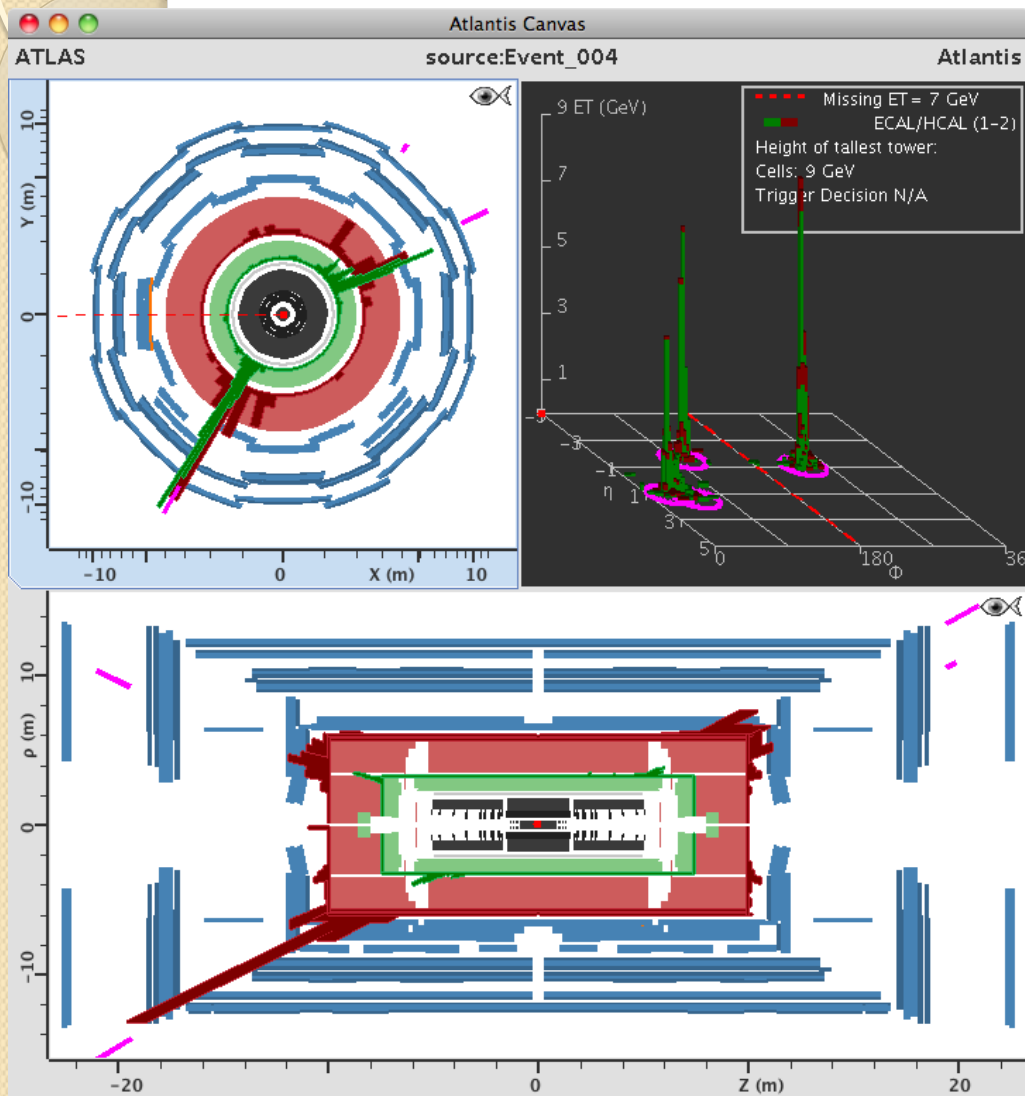 Atlantis Canvas
ATLAS source:Event_004 Atlantis
10
Y (m)
0
-10
-10 0 X (m) 10
9 ET (GeV)
7
5
3
1
Missing ET= 7 GeV
ECAL/HCAL (1-2)
Height of tallest tower:
Cells: 9 GeV
Trigger Decision N/A
-3
-1
η
1
3
5
0
180
Φ
36
10
ρ (m)
0
-10
-20 0 Z (m) 20